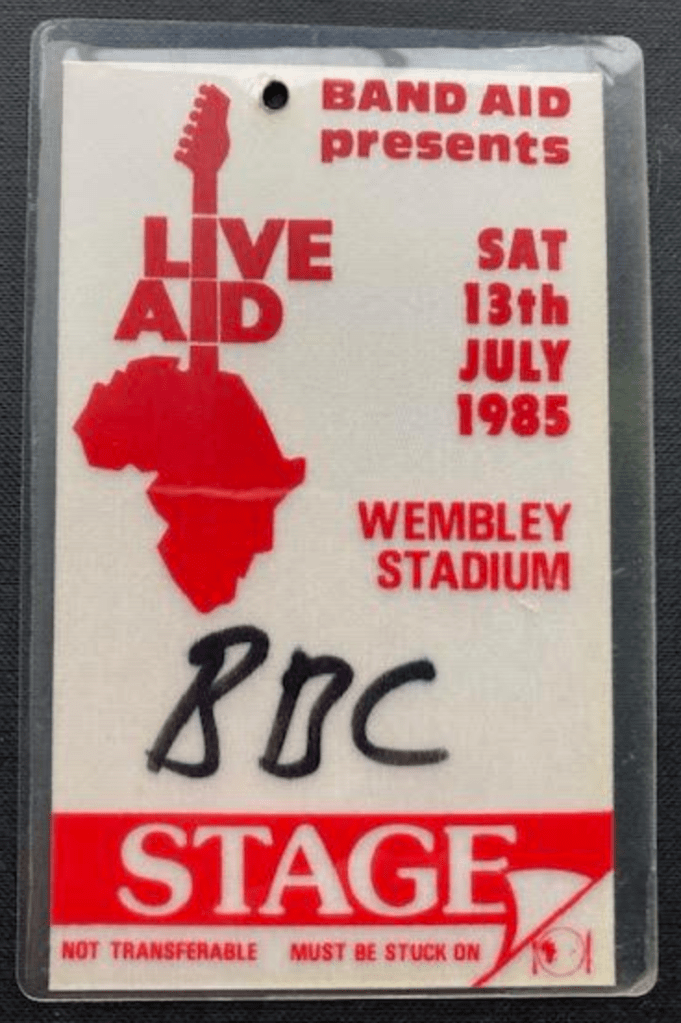 BAND AID
presents
LIVE
AID
SAT
13th
JULY
1985
WEMBLEY
STADIUM
BBC
STAGE
NOT TRANSFERABLE MUST BE STUCK ON